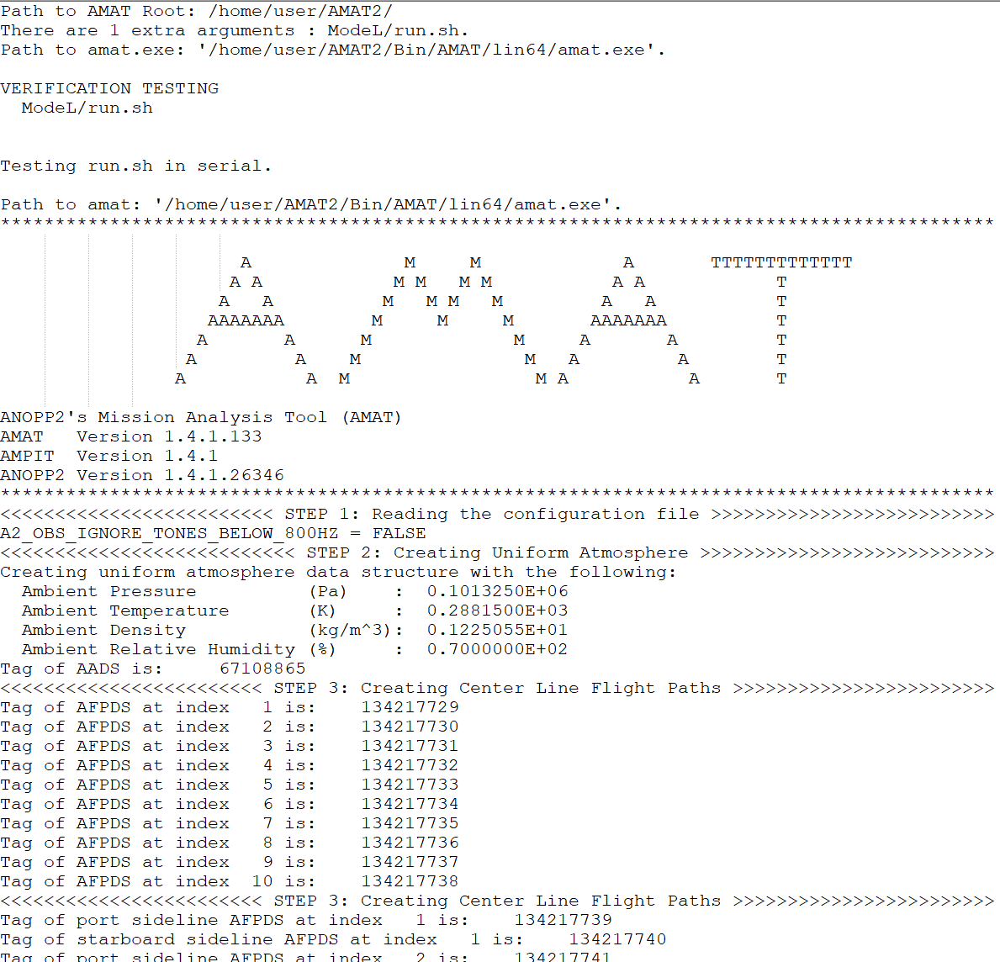 Path to AMAT Root: /home/user/AMAT2/
There are 1 extra arguments : ModeL/run.sh.
Path to amat.exe: '/home/user/AMAT2/Bin/AMAT/lin64/amat.exe'.
VERIFICATION TESTING
  ModeL/run.sh
Testing run.sh in serial.
Path to amat: '/home/user/AMAT2/Bin/AMAT/lin64/amat.exe'.
*******************************************************************************************
                      A              M     M             A       TTTTTTTTTTTTT
                     A A            M M   M M           A A            T
                    A   A          M   M M   M         A   A           T
                   AAAAAAA        M     M     M       AAAAAAA          T
                  A       A      M             M     A       A         T
                 A         A    M               M   A         A        T
                A           A  M                 M A           A       T
ANOPP2's Mission Analysis Tool (AMAT)
AMAT   Version 1.4.1.133
AMPIT  Version 1.4.1
ANOPP2 Version 1.4.1.26346
*******************************************************************************************
<<<<<<<<<<<<<<<<<<<<<<<<< STEP 1: Reading the configuration file >>>>>>>>>>>>>>>>>>>>>>>>>>
A2_OBS_IGNORE_TONES_BELOW_800HZ = FALSE
<<<<<<<<<<<<<<<<<<<<<<<<<<< STEP 2: Creating Uniform Atmosphere >>>>>>>>>>>>>>>>>>>>>>>>>>>
Creating uniform atmosphere data structure with the following:
  Ambient Pressure          (Pa)    :  0.1013250E+06
  Ambient Temperature       (K)     :  0.2881500E+03
  Ambient Density           (kg/m^3):  0.1225055E+01
  Ambient Relative Humidity (%)     :  0.7000000E+02
Tag of AADS is:     67108865
<<<<<<<<<<<<<<<<<<<<<<<< STEP 3: Creating Center Line Flight Paths >>>>>>>>>>>>>>>>>>>>>>>>
Tag of AFPDS at index   1 is:    134217729
Tag of AFPDS at index   2 is:    134217730
Tag of AFPDS at index   3 is:    134217731
Tag of AFPDS at index   4 is:    134217732
Tag of AFPDS at index   5 is:    134217733
Tag of AFPDS at index   6 is:    134217734
Tag of AFPDS at index   7 is:    134217735
Tag of AFPDS at index   8 is:    134217736
Tag of AFPDS at index   9 is:    134217737
Tag of AFPDS at index  10 is:    134217738
<<<<<<<<<<<<<<<<<<<<<<<< STEP 3: Creating Center Line Flight Paths >>>>>>>>>>>>>>>>>>>>>>>>
Tag of port sideline AFPDS at index   1 is:    134217739
Tag of starboard sideline AFPDS at index   1 is:    134217740
Tag of port sideline AFPDS at index   2 is:    134217741